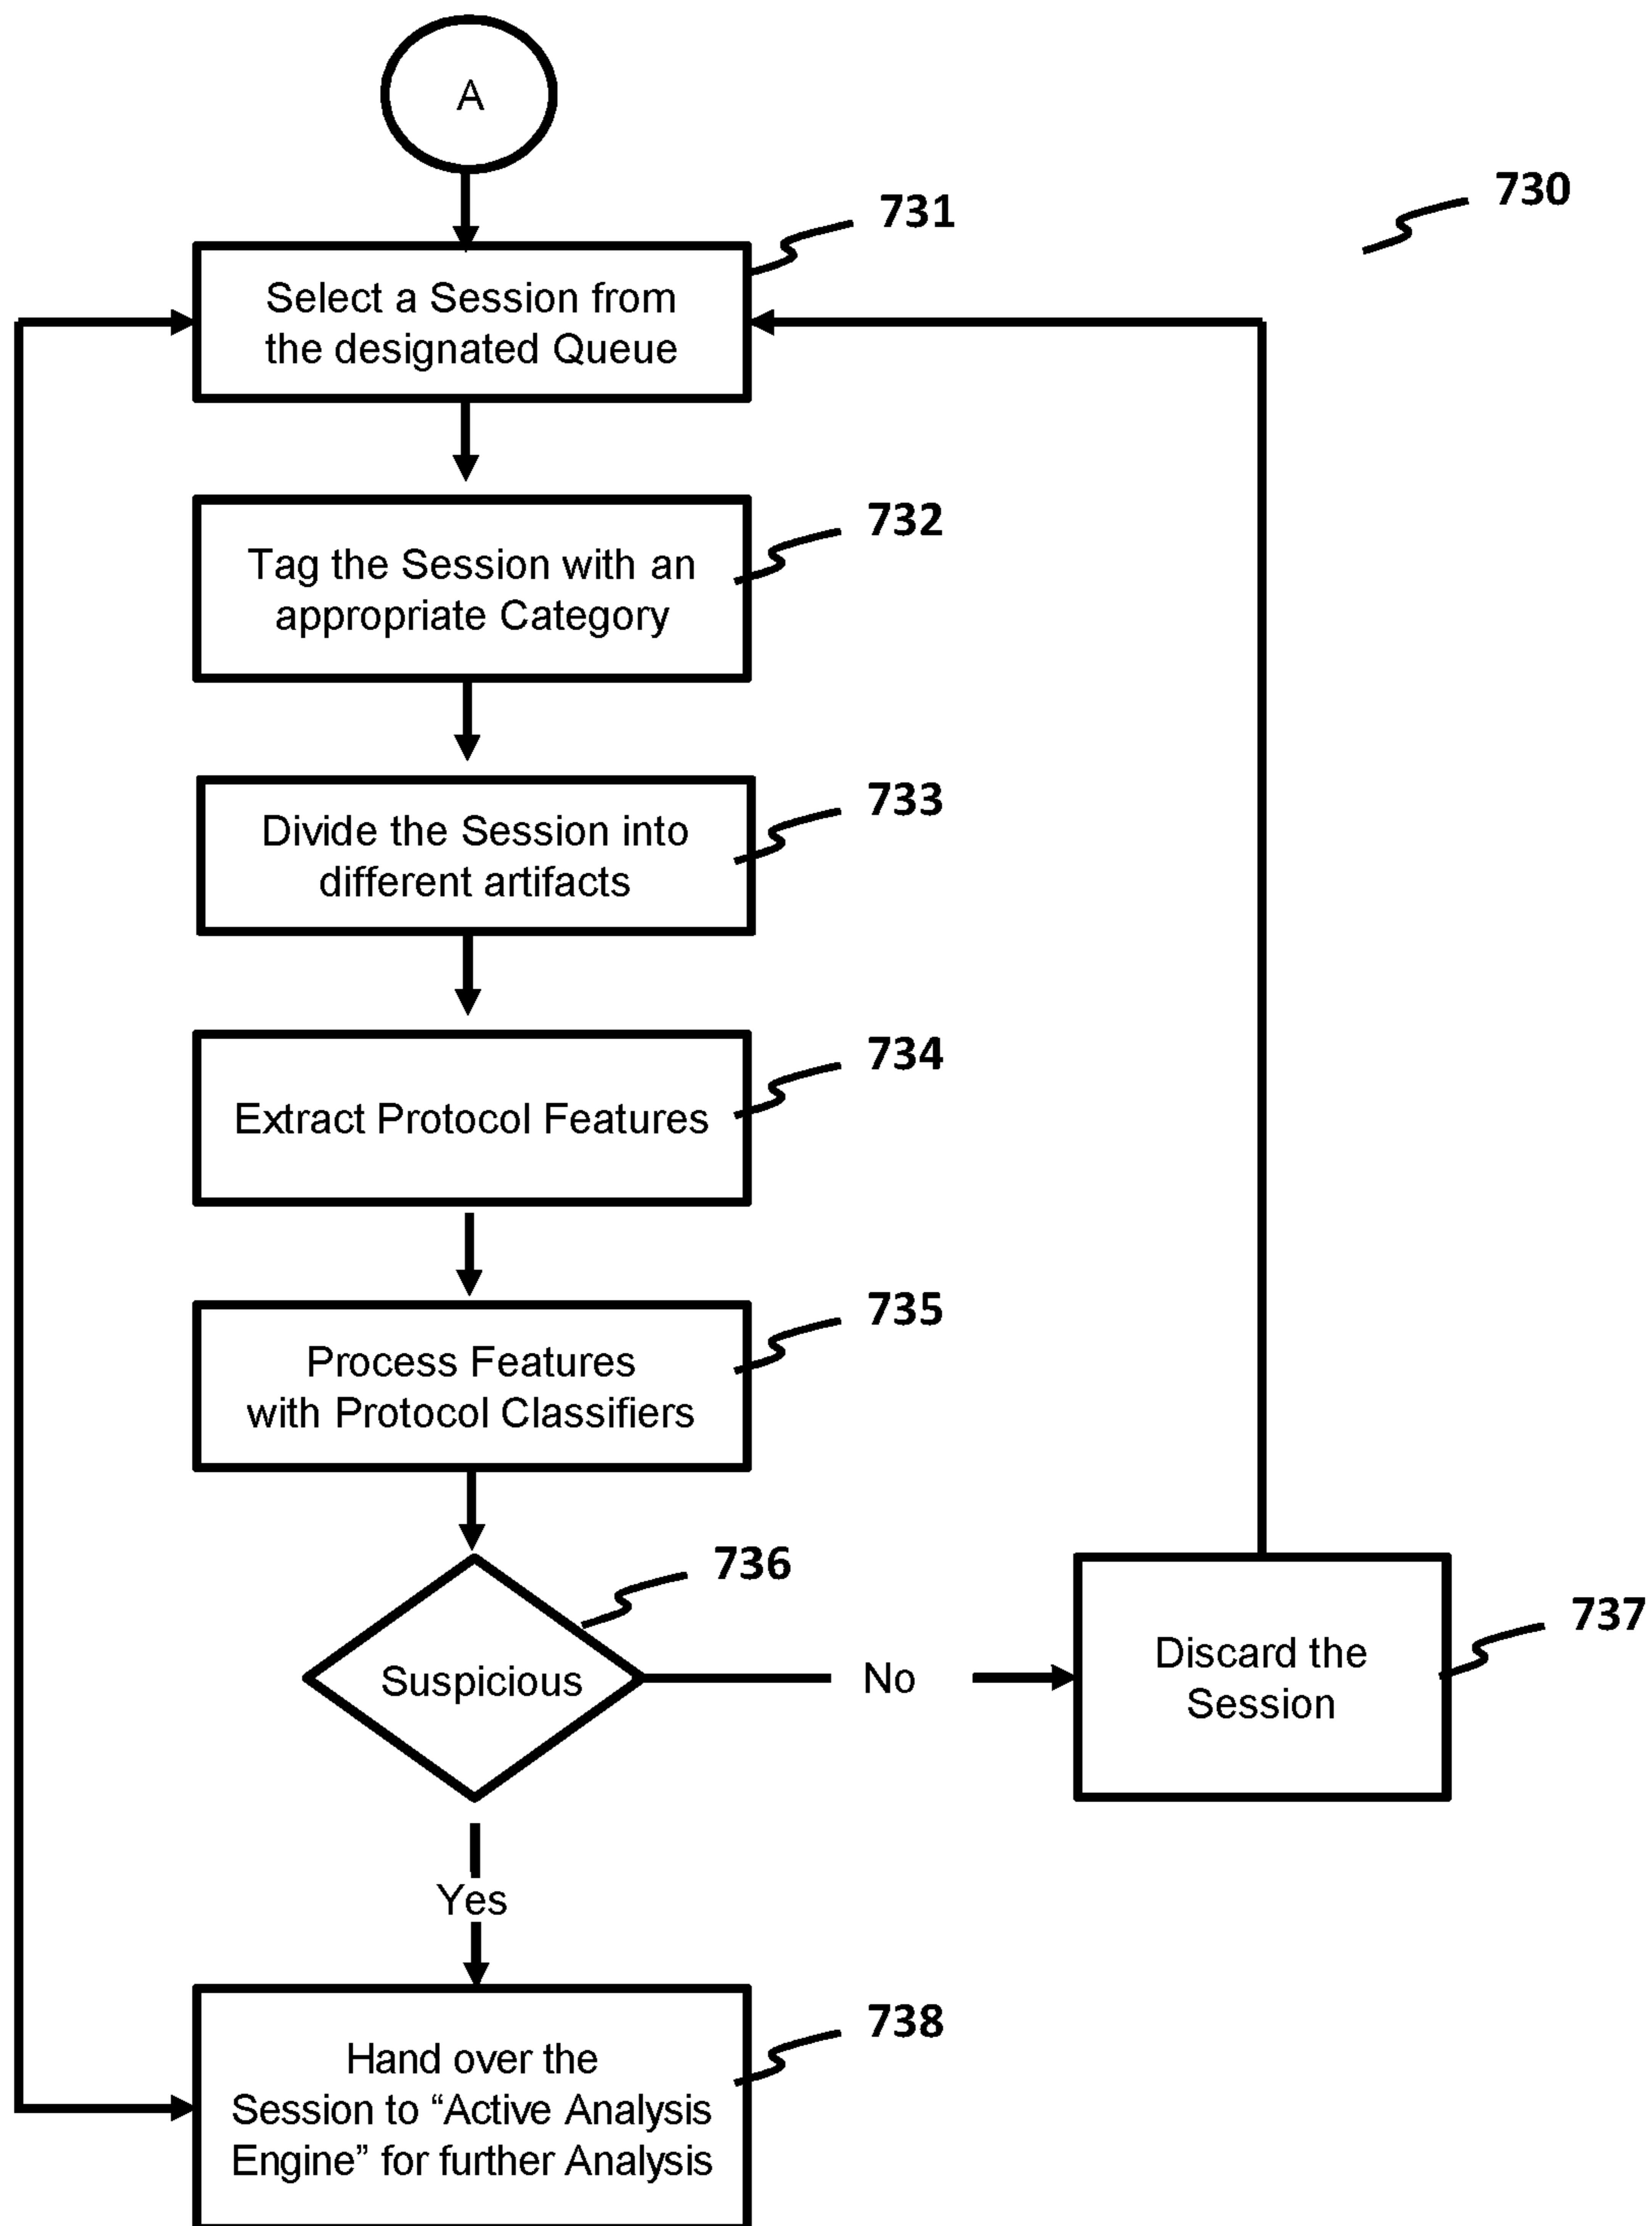 A
730
731
Select a Session from
the designated Queue
732
Tag the Session with an
appropriate Category
733
Divide the Session into
different artifacts
734
Extract Protocol Features
735
Process Features
with Protocol Classifiers
736
Suspicious
No
737
Discard the
Session
Yes
738
Hand over the
Session to “Active Analysis
Engine” for further Analysis